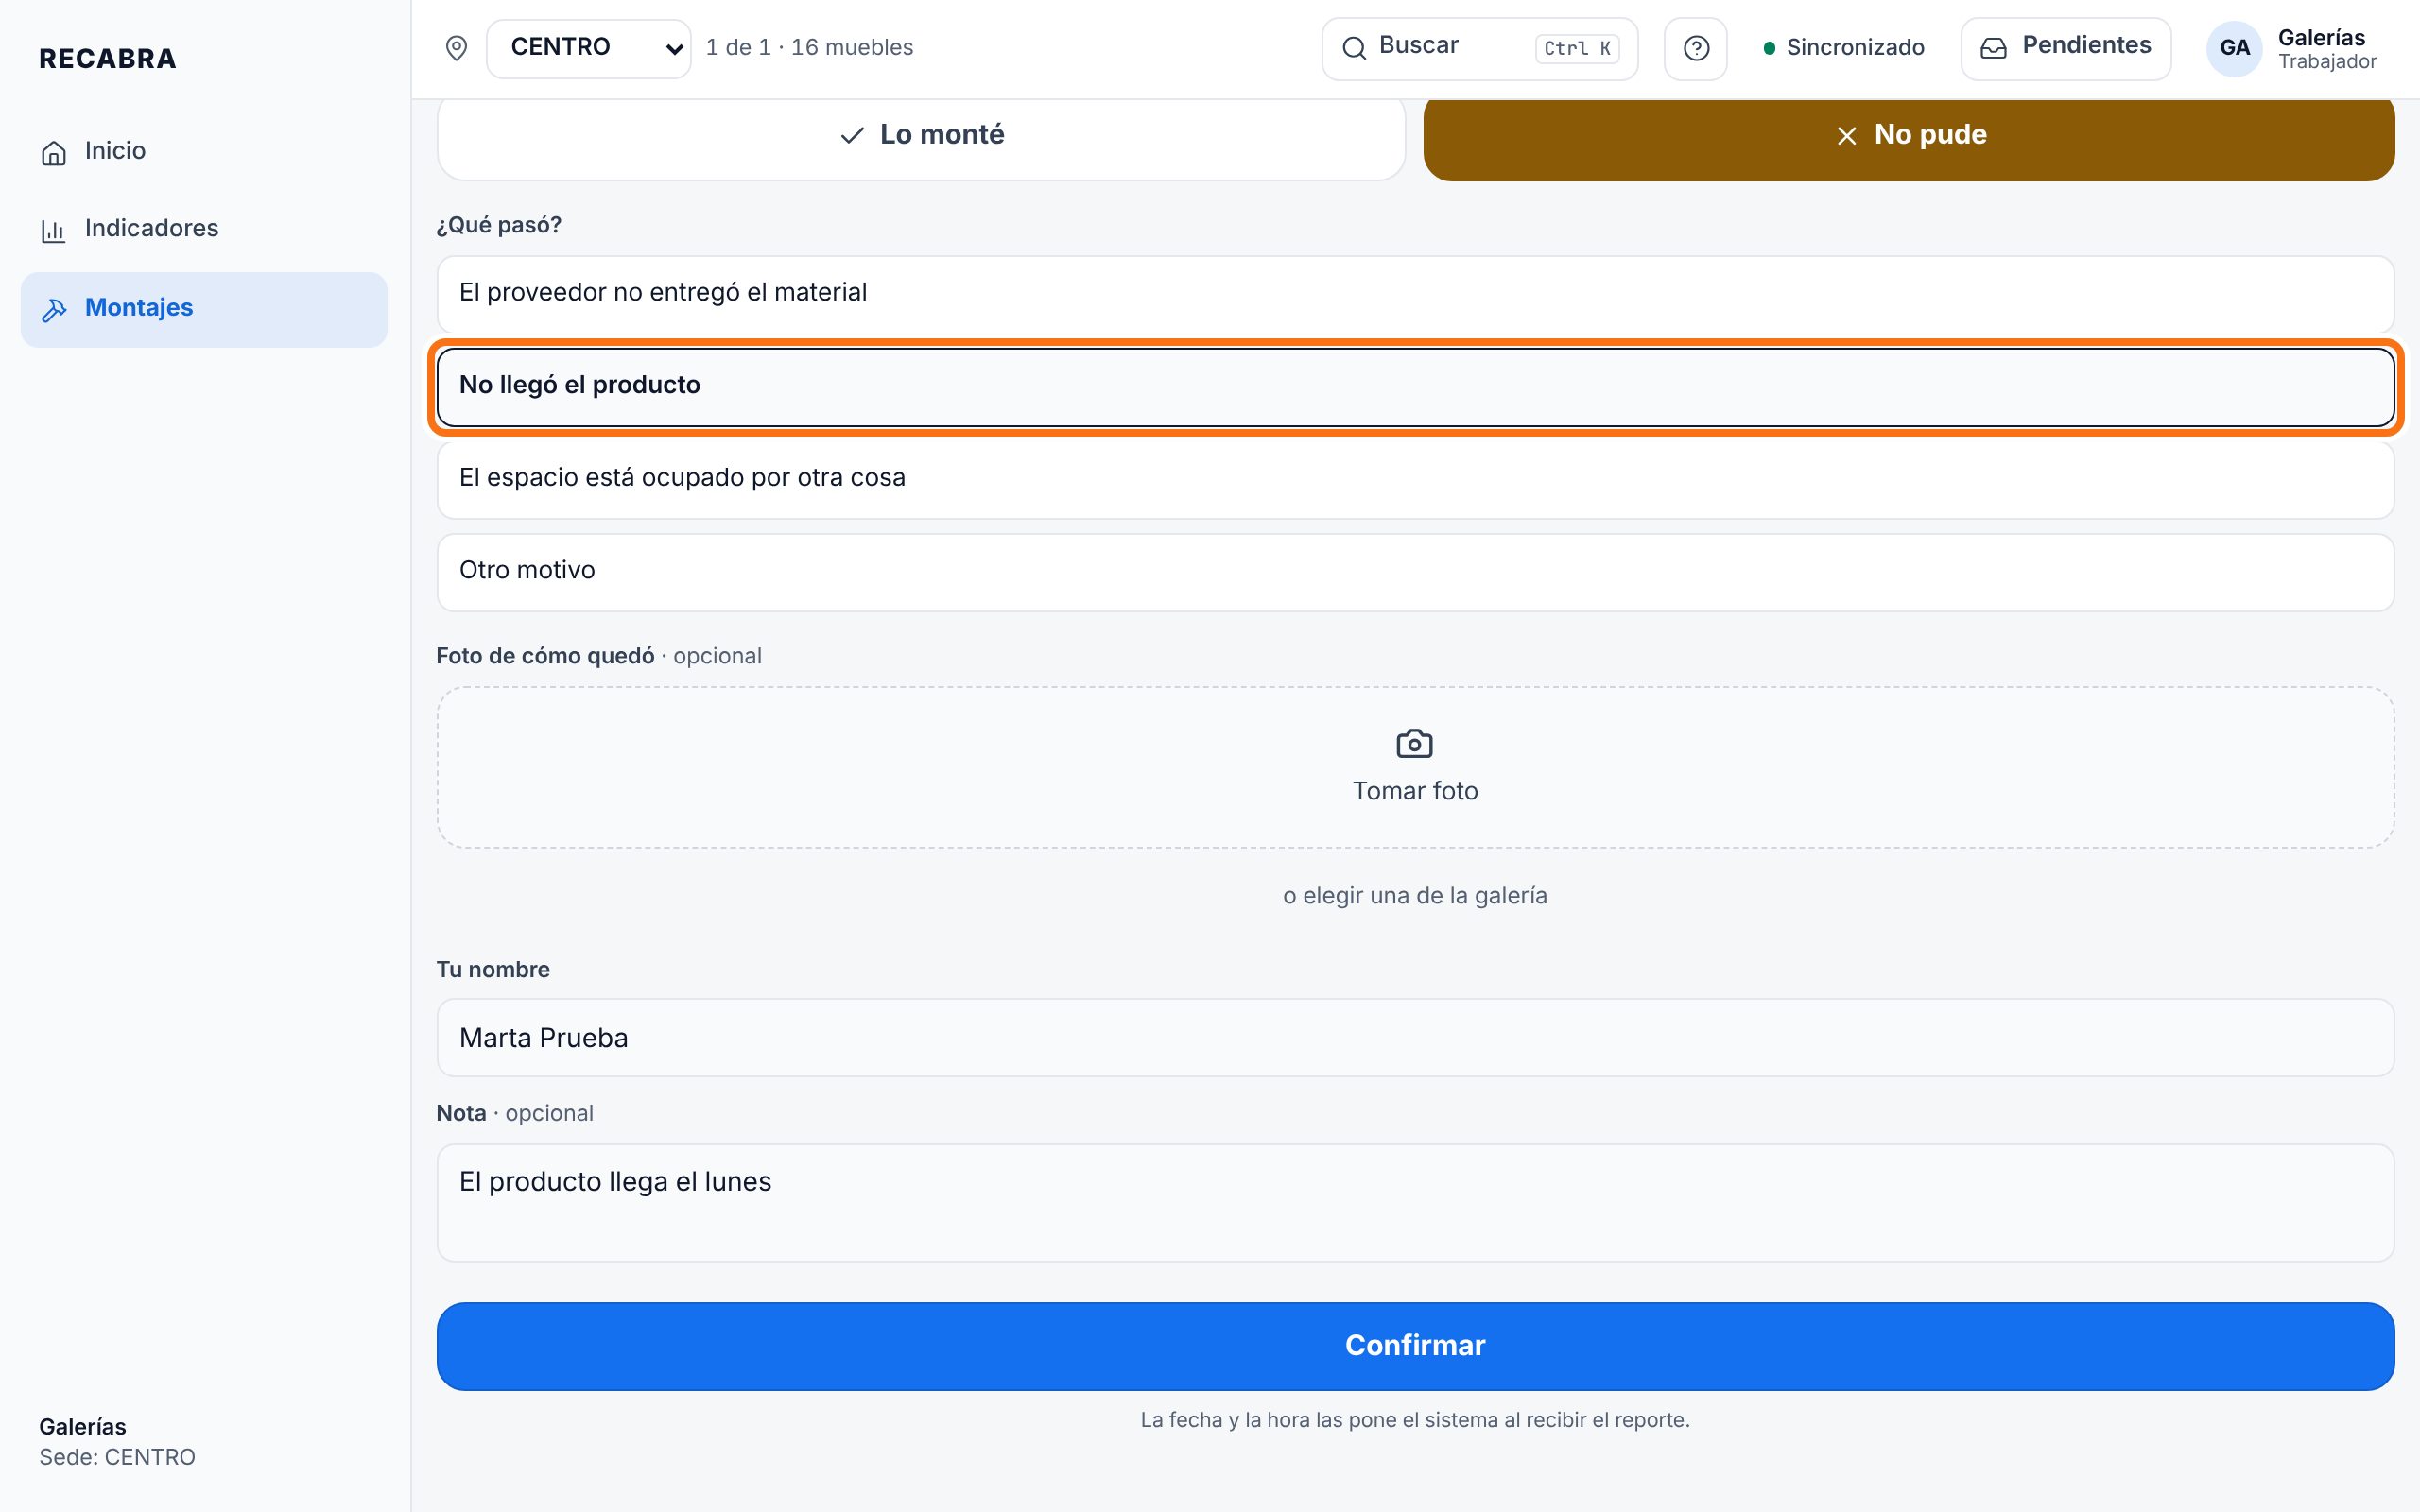 RECABRA
Inicio
Indicadores
Montajes
Galerías
Sede: CENTRO
CENTRO
1 de 1 · 16 muebles
Buscar
Ctrl K
Sincronizado
Pendientes
GA
Galerías
Trabajador
Lo monté
No pude
¿Qué pasó?
El proveedor no entregó el material
No llegó el producto
El espacio está ocupado por otra cosa
Otro motivo
Foto de cómo quedó · opcional
Tomar foto
o elegir una de la galería
Tu nombre
Marta Prueba
Nota · opcional
El producto llega el lunes
Confirmar
La fecha y la hora las pone el sistema al recibir el reporte.